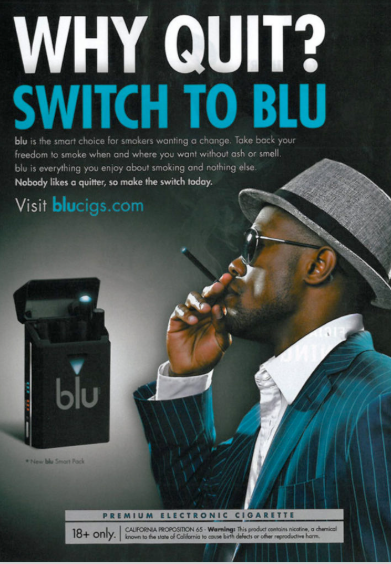 WHY QUIT?
SWITCH TO BLU
blu is the smart choice for smokers wanting a change. Take back your
freedom to smoke when and where you want without ash or smell.
blu is everything you enjoy about smoking and nothing else.
Nobody likes a quitter, so make the switch today.
Visit blucigs.com
blu
* New blu Smart Pack
PREMIUM ELECTRONIC CIGARETTE
18+ only.
CALIFORNIA PROPOSITION 65 - Warning: This product contains nicotine, a chemical
known to the state of California to cause birth defects or other reproductive harm.